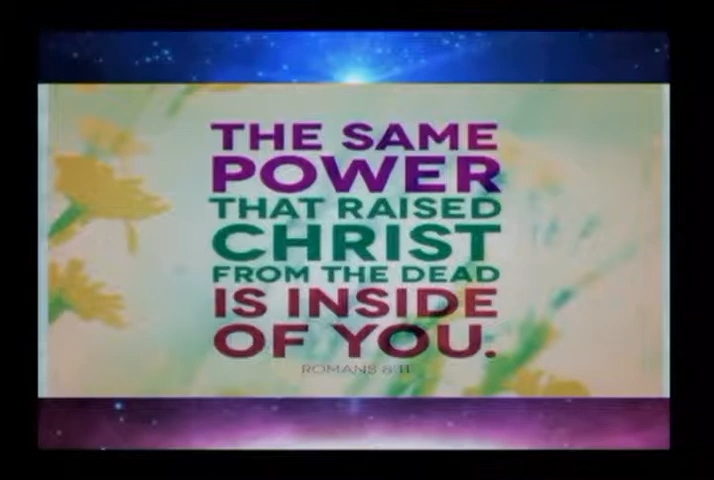 THE SAME
POWER
THAT RAISED
CHRIST
FROM THE DEAD
IS INSIDE
OF YOU.
ROMANS 8:11